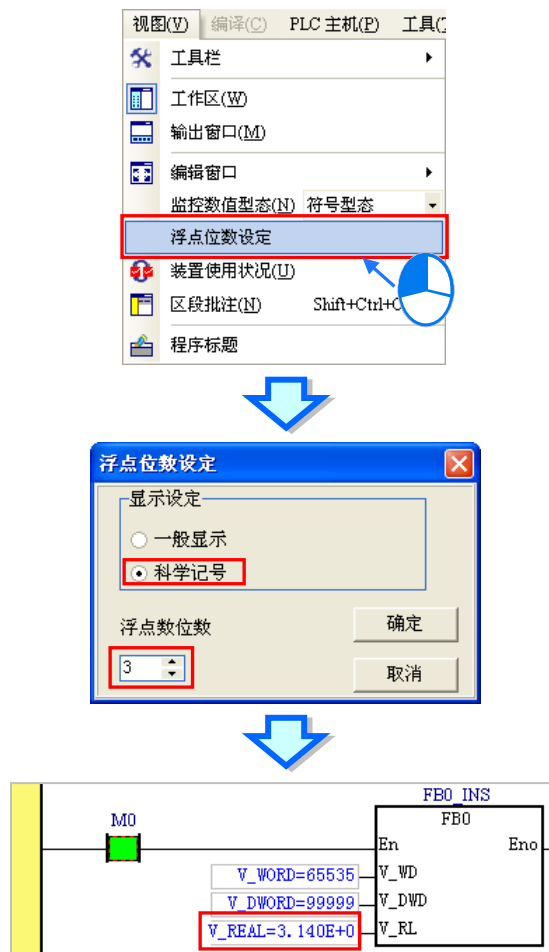 视图(V) 编译(C) PLC 主机(P) 工具(
工具栏
工作区(W)
输出窗口(M)
编辑窗口
监控数值型态(N) 符号型态
浮点位数设定
装置使用状况(U)
区段批注(N) Shift+Ctrl+C
程序标题
浮点位数设定
显示设定
一般显示
科学记号
浮点数位数
确定
3
取消
FB0_INS
M0
FB0
En Eno
V_WORD=65535 V_WD
V_DWORD=99999 V_DWD
V_REAL=3.140E+0 V_RL